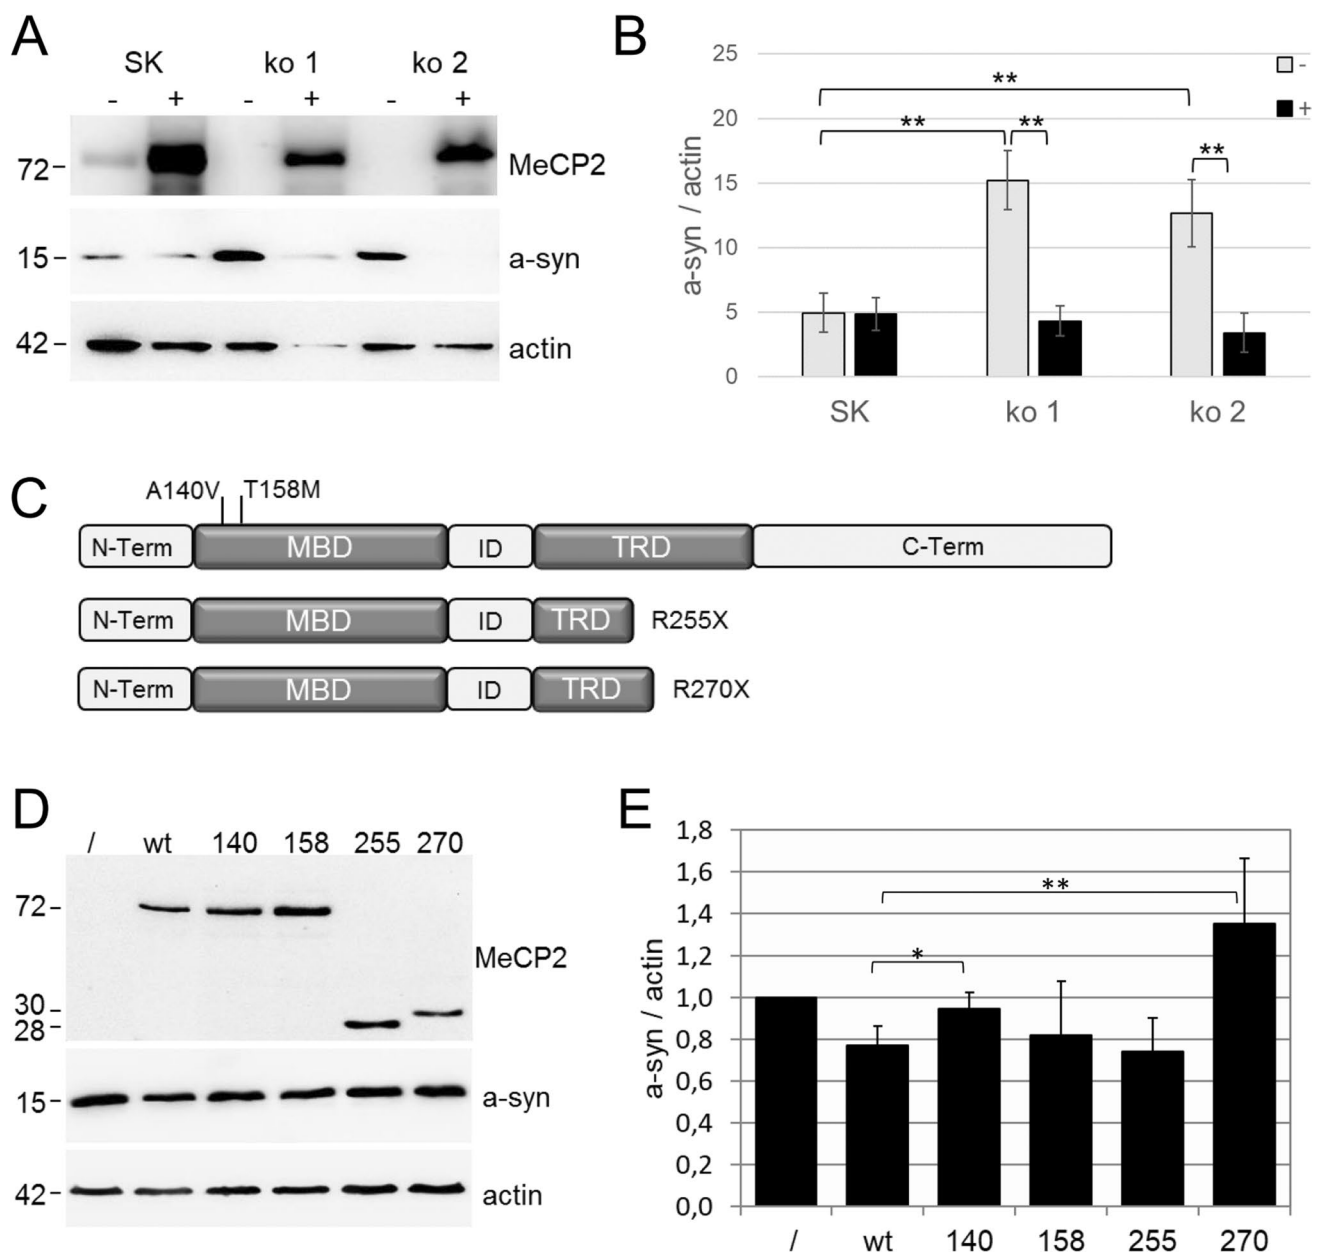 A
SK ko 1 ko 2
- + - + - +
72 MeCP2
15 a-syn
42 actin
B
25
20
15
10
5
0
a-syn / actin
-
+
** 
** **
**
SK ko 1 ko 2
C
A140V T158M
N-Term MBD ID TRD C-Term
N-Term MBD ID TRD R255X
N-Term MBD ID TRD R270X
D
/ wt 140 158 255 270
72
MeCP2
30
28
15 a-syn
42 actin
E
1,8
1,6
1,4
1,2
1,0
0,8
0,6
0,4
0,2
0,0
a-syn / actin
**
*
/ wt 140 158 255 270